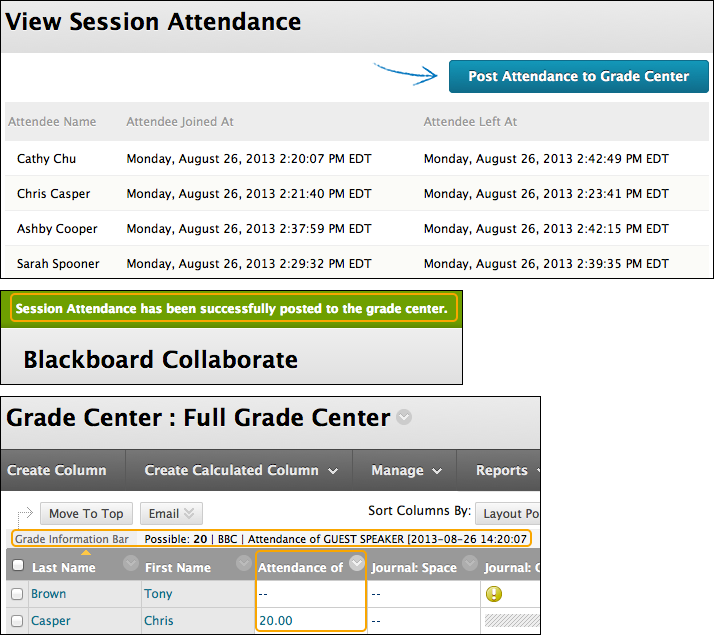 View Session Attendance
Post Attendance to Grade Center
Attendee Name Attendee Joined At Attendee Left At
Cathy Chu Monday, August 26, 2013 2:20:07 PM EDT Monday, August 26, 2013 2:42:49 PM EDT
Chris Casper Monday, August 26, 2013 2:21:40 PM EDT Monday, August 26, 2013 2:23:41 PM EDT
Ashby Cooper Monday, August 26, 2013 2:37:59 PM EDT Monday, August 26, 2013 2:42:15 PM EDT
Sarah Spooner Monday, August 26, 2013 2:29:32 PM EDT Monday, August 26, 2013 2:39:35 PM EDT
Session Attendance has been successfully posted to the grade center.
Blackboard Collaborate
Grade Center : Full Grade Center
Create Column Create Calculated Column Manage Reports
Move To Top Email Sort Columns By: Layout Po
Grade Information Bar Possible: 20 | BBC | Attendance of GUEST SPEAKER [2013-08-26 14:20:07
Last Name First Name Attendance of Journal: Space Journal: C
Brown Tony -- --
Casper Chris 20.00 --